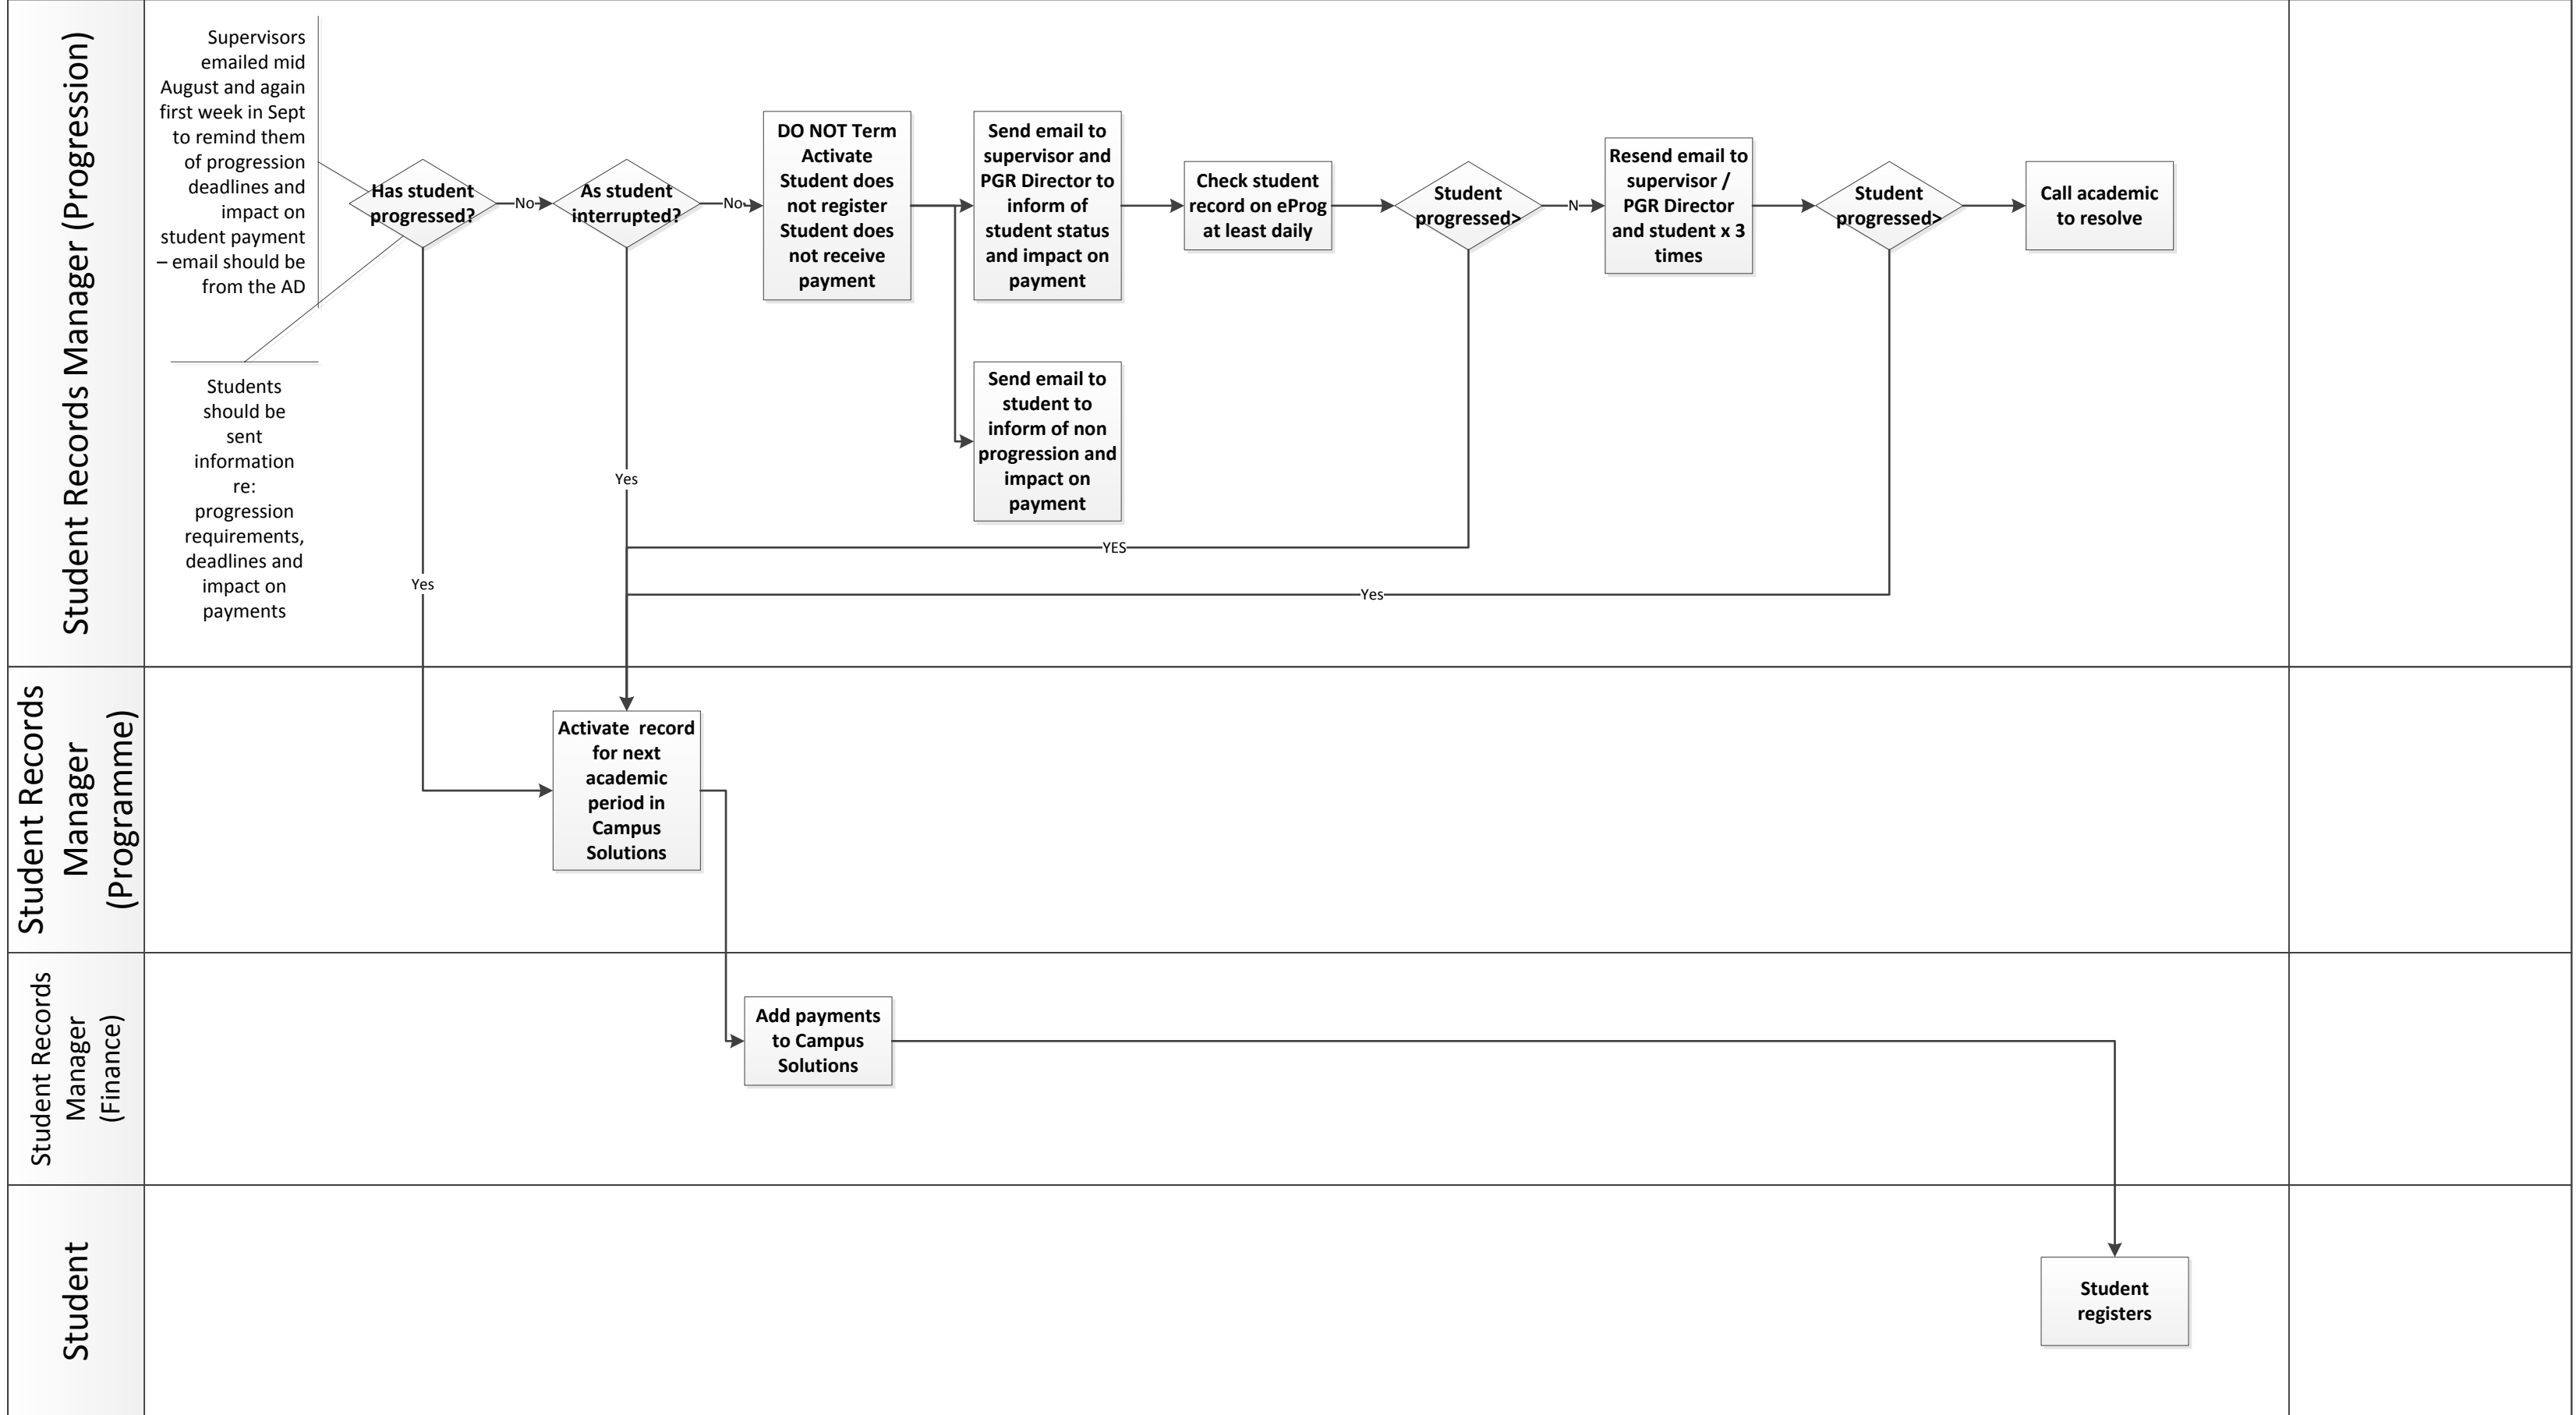 Student Records Manager (Progression)
Supervisors
emailed mid
August and again
first week in Sept
to remind them
of progression
deadlines and
impact on
student payment
– email should be
from the AD
Students
should be
sent
information
re:
progression
requirements,
deadlines and
impact on
payments
Has student
progressed?
No
Yes
As student
interrupted?
No
Yes
DO NOT Term
Activate
Student does
not register
Student does
not receive
payment
Send email to
supervisor and
PGR Director to
inform of
student status
and impact on
payment
Send email to
student to
inform of non
progression and
impact on
payment
Check student
record on eProg
at least daily
Student
progressed>
N
YES
Resend email to
supervisor /
PGR Director
and student x 3
times
Student
progressed>
Yes
Call academic
to resolve
Student Records
Manager
(Programme)
Activate  record
for next
academic
period in
Campus
Solutions
Student Records
Manager
(Finance)
Add payments
to Campus
Solutions
Student
Student
registers